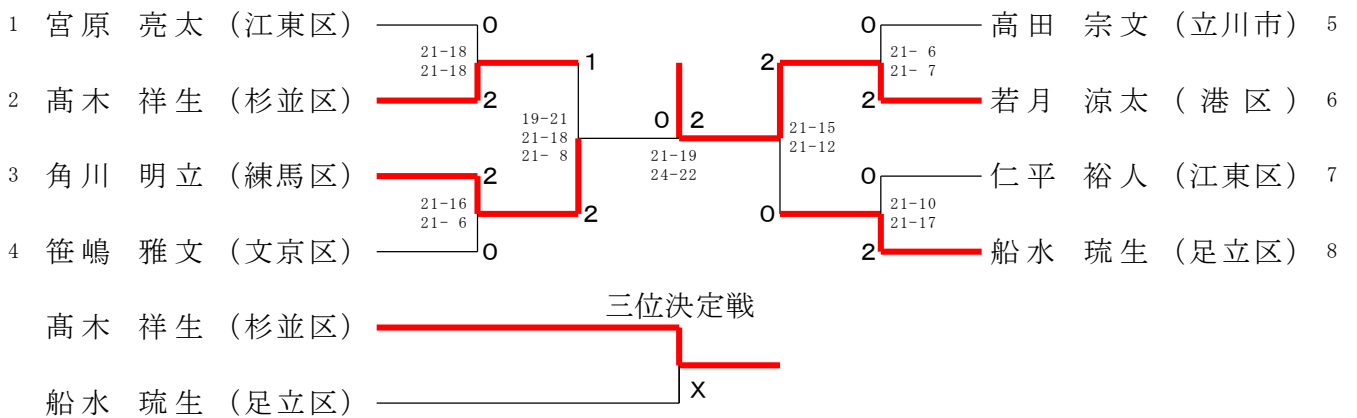 1 宮原 亮太 (江東区) 0 0 高田 宗文 (立川市) 5
21-18 21- 6
21-18 1 2 21- 7
2 髙木 祥生 (杉並区) 2 2 若月 涼太 (港区) 6
19-21 0 2 21-15
21-18 21-12
21- 8 21-19
24-22
3 角川 明立 (練馬区) 2 0 仁平 裕人 (江東区) 7
21-16 21-10
21- 6 2 0 21-17
4 笹嶋 雅文 (文京区) 0 2 船水 琉生 (足立区) 8
三位決定戦
髙木 祥生 (杉並区)
X
船水 琉生 (足立区)